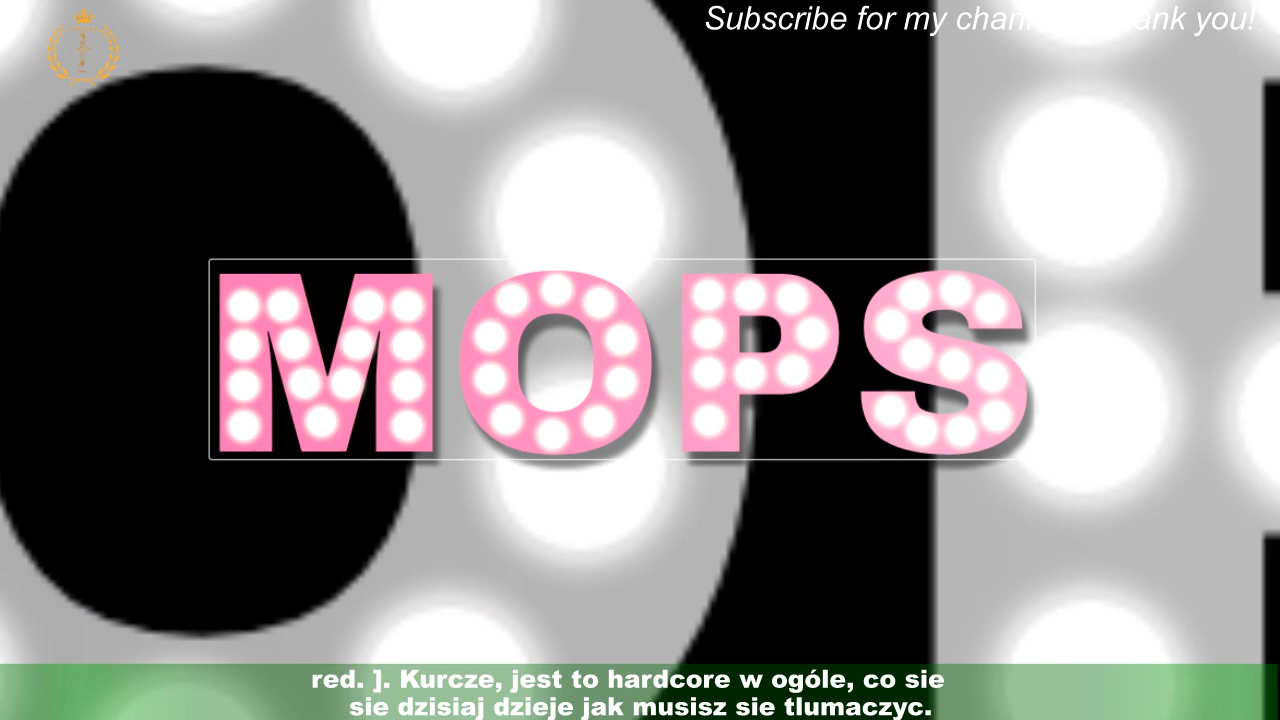 Subscribe for my chan ank you!
MOPS
red. ]. Kurcze, jest to hardcore w ogóle, co sie
sie dzisiaj dzieje jak musisz sie tlumaczyc.